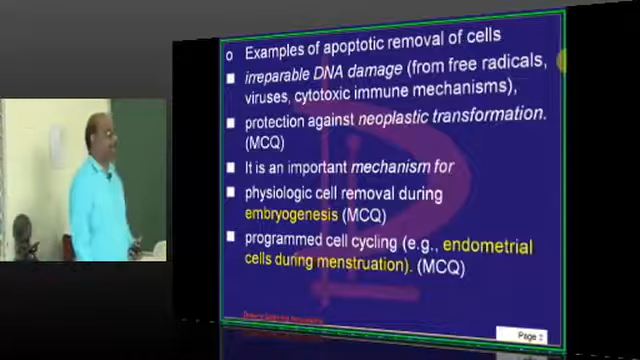 o Examples of apoptotic removal of cells
■ irreparable DNA damage (from free radicals,
viruses, cytotoxic immune mechanisms),
■ protection against neoplastic transformation.
(MCQ)
■ It is an important mechanism for
■ physiologic cell removal during
embryogenesis (MCQ)
■ programmed cell cycling (e.g., endometrial
cells during menstruation). (MCQ)
Page